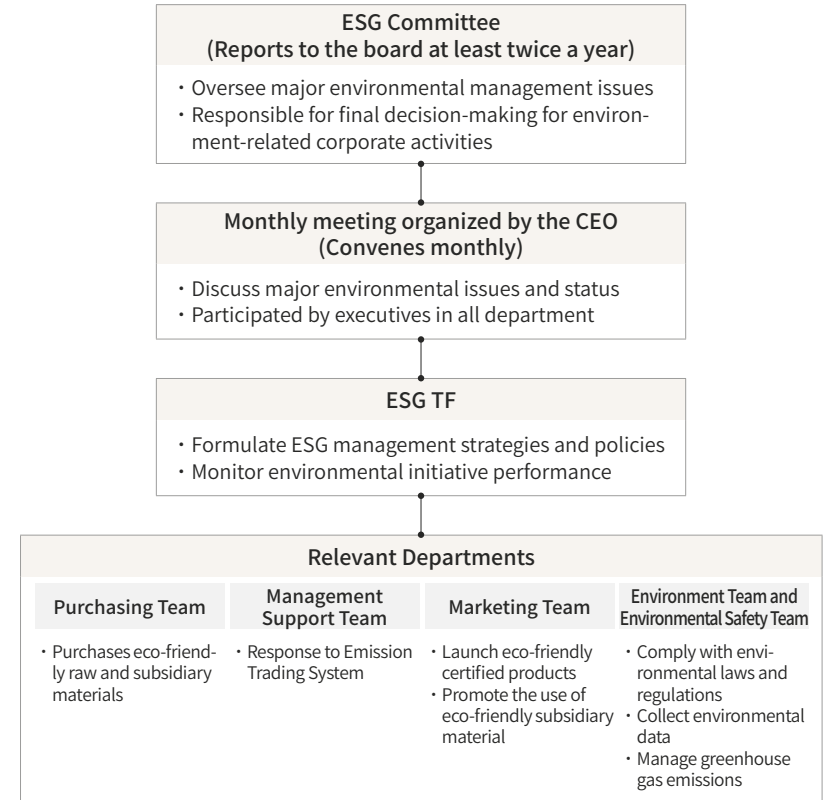 ESG Committee
(Reports to the board at least twice a year)
· Oversee major environmental management issues
· Responsible for final decision-making for environ-
ment-related corporate activities
Monthly meeting organized by the CEO
(Convenes monthly)
· Discuss major environmental issues and status
· Participated by executives in all department
ESG TF
· Formulate ESG management strategies and policies
· Monitor environmental initiative performance
Relevant Departments
Purchasing Team
· Purchases eco-friend-
ly raw and subsidiary
materials
Management
Support Team
· Response to Emission
Trading System
Marketing Team
· Launch eco-friendly
certified products
· Promote the use of
eco-friendly subsidiary
material
Environment Team and
Environmental Safety Team
· Comply with envi-
ronmental laws and
regulations
· Collect environmental
data
· Manage greenhouse
gas emissions